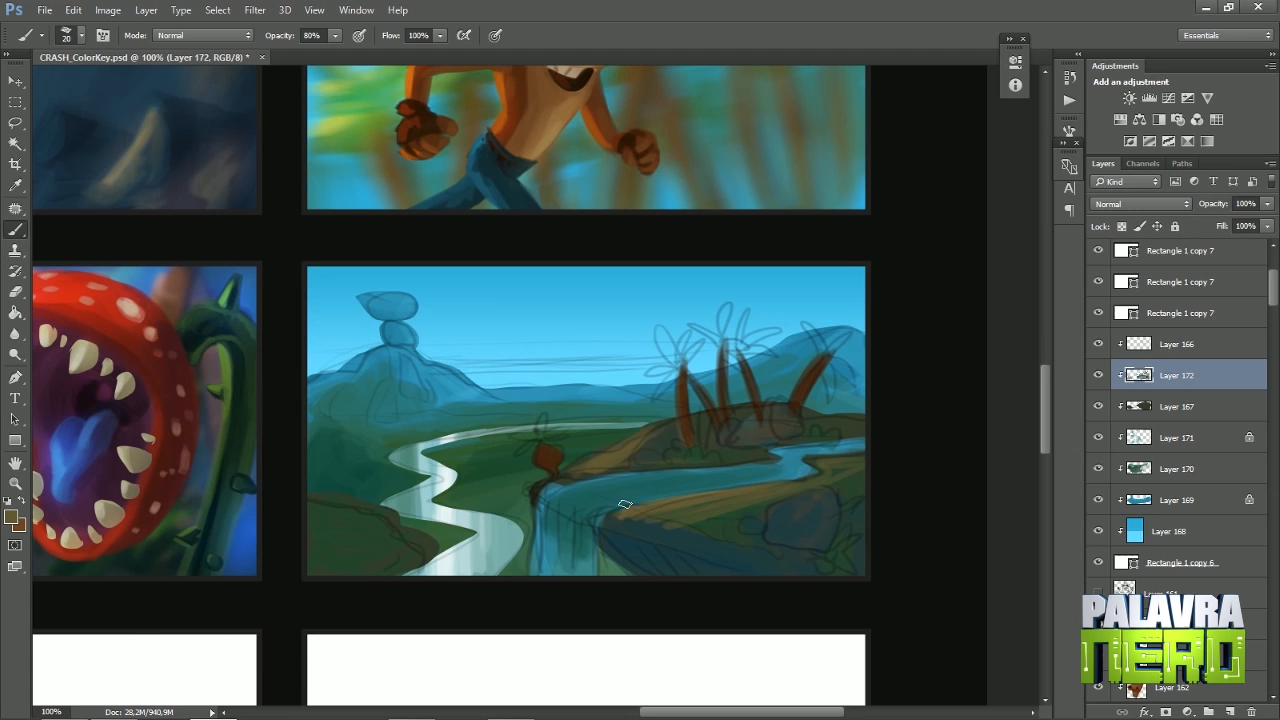 Ps File Edit Image Layer Type Select Filter 3D View Window Help
20 Mode: Normal Opacity: 80% Flow: 100% Essentials
CRASH_ColorKey.psd @ 100% (Layer 172, RGB/8) *
Adjustments
Add an adjustment
Layers Channels Paths
Kind
Normal Opacity: 100%
Lock: Fill: 100%
Rectangle 1 copy 7
Rectangle 1 copy 7
Rectangle 1 copy 7
Layer 166
Layer 172
Layer 167
Layer 171
Layer 170
Layer 169
Layer 168
Rectangle 1 copy 6
PALAVRA
NERD
Layer 162
100% Doc: 28,2M/940,9M